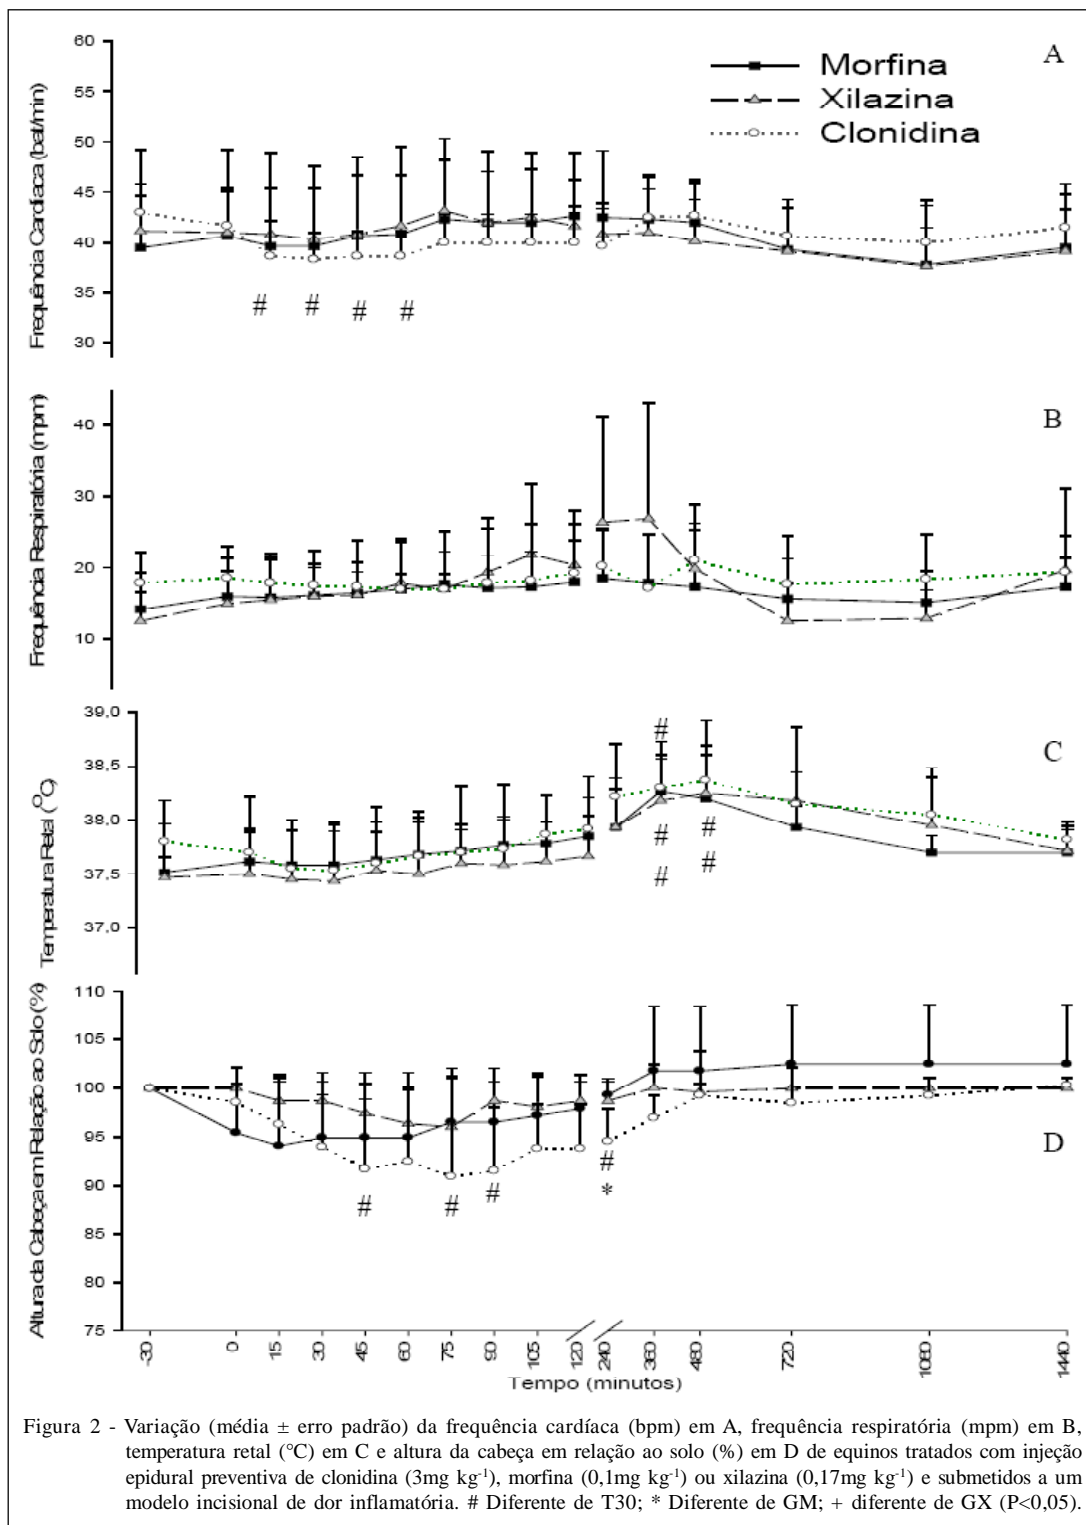 A
Morfina
Xilazina
Clonidina
Frequência Cardíaca (bat/min)
60
55
50
45
40
35
30
# # # #
B
Frequência Respiratória (mpm)
40
30
20
10
C
Temperatura Retal (°C)
39,0
38,5
38,0
37,5
37,0
#
# #
# #
D
Altura da Cabeça em Relação ao Solo (%)
110
105
100
95
90
85
80
75
# # # #
*
-30 0 15 30 45 60 75 90 105 120 240 360 480 720 1080 1440
Tempo (minutos)
Figura 2 - Variação (média ± erro padrão) da frequência cardíaca (bpm) em A, frequência respiratória (mpm) em B,
temperatura retal (°C) em C e altura da cabeça em relação ao solo (%) em D de equinos tratados com injeção
epidural preventiva de clonidina (3mg kg⁻¹), morfina (0,1mg kg⁻¹) ou xilazina (0,17mg kg⁻¹) e submetidos a um
modelo incisional de dor inflamatória. # Diferente de T30; * Diferente de GM; + diferente de GX (P<0,05).